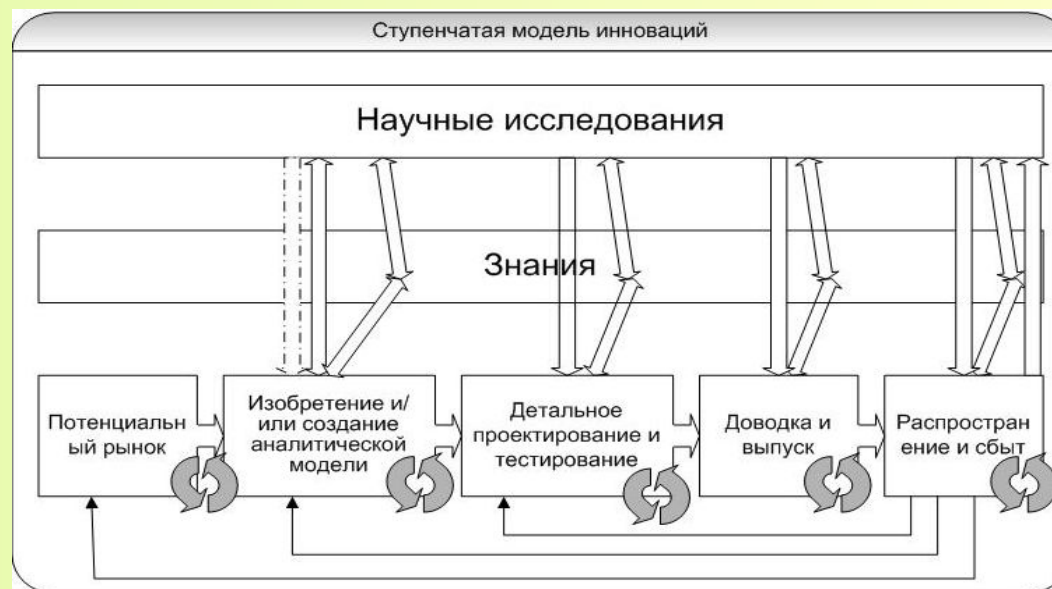 Ступенчатая модель инноваций
Научные исследования
Знания
Потенциальн
ый рынок
Изобретение и/
или создание
аналитической
модели
Детальное
проектирование и
тестирование
Доводка и
выпуск
Распростран
ение и сбыт